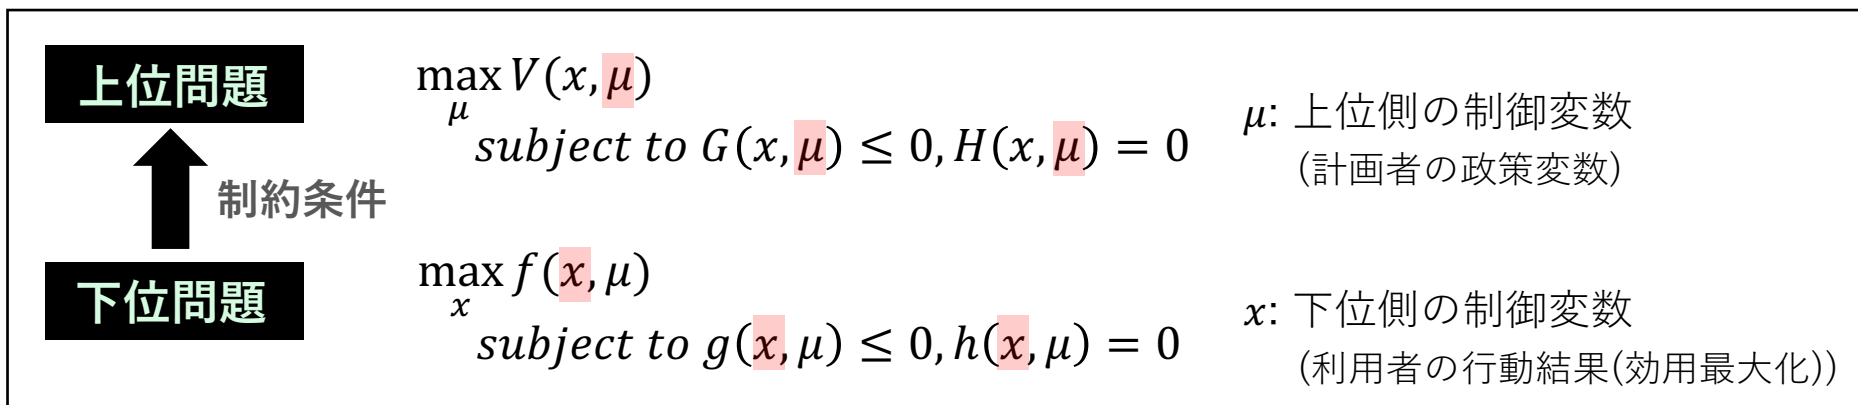 上位問題
max V(x, μ)
μ
subject to G(x, μ) ≤ 0, H(x, μ) = 0
μ: 上位側の制御変数
(計画者の政策変数)
制約条件
下位問題
max f(x, μ)
x
subject to g(x, μ) ≤ 0, h(x, μ) = 0
x: 下位側の制御変数
(利用者の行動結果(効用最大化))